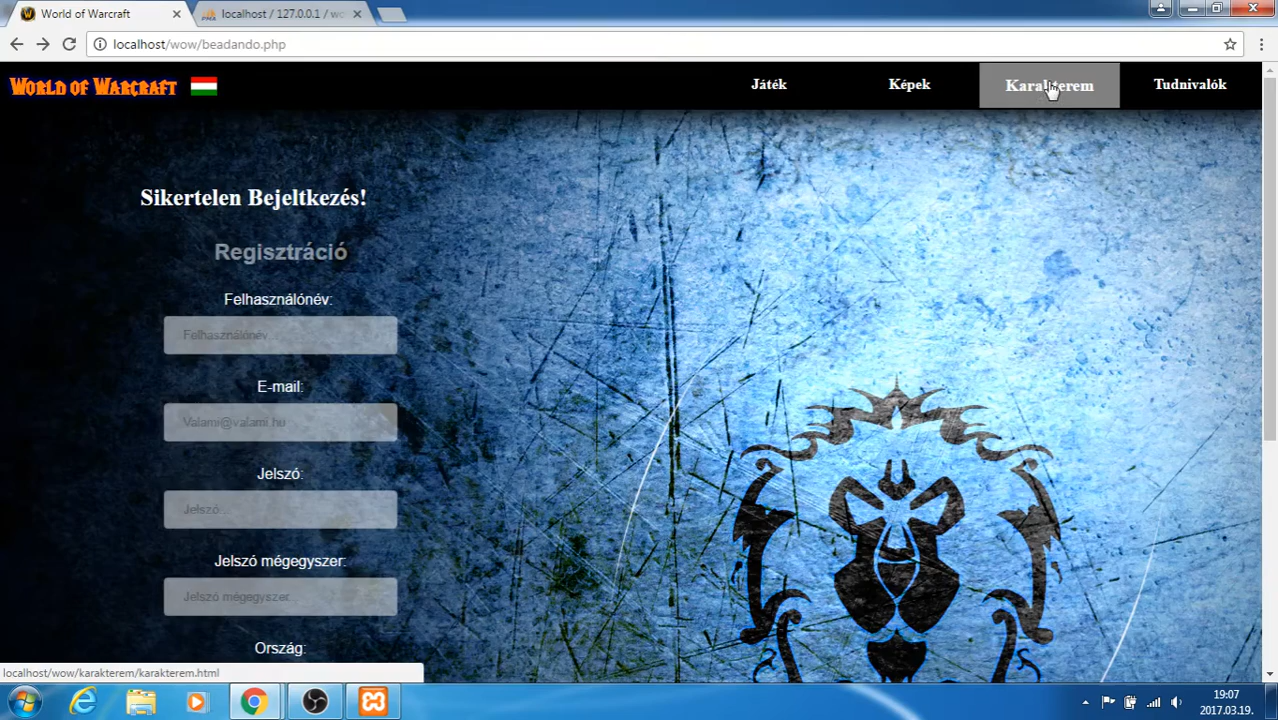 World of Warcraft
PMA localhost / 127.0.0.1 / wo
localhost/wow/beadando.php
World of Warcraft
Játék
Képek
Karakterem
Tudnivalók
Sikertelen Bejeltkezés!
Regisztráció
Felhasználónév:
Felhasználónév...
E-mail:
Valami@valami.hu
Jelszó:
Jelszó...
Jelszó mégegyszer:
Jelszó mégegyszer...
Ország:
localhost/wow/karakterem/karakterem.html
19:07
2017.03.19.